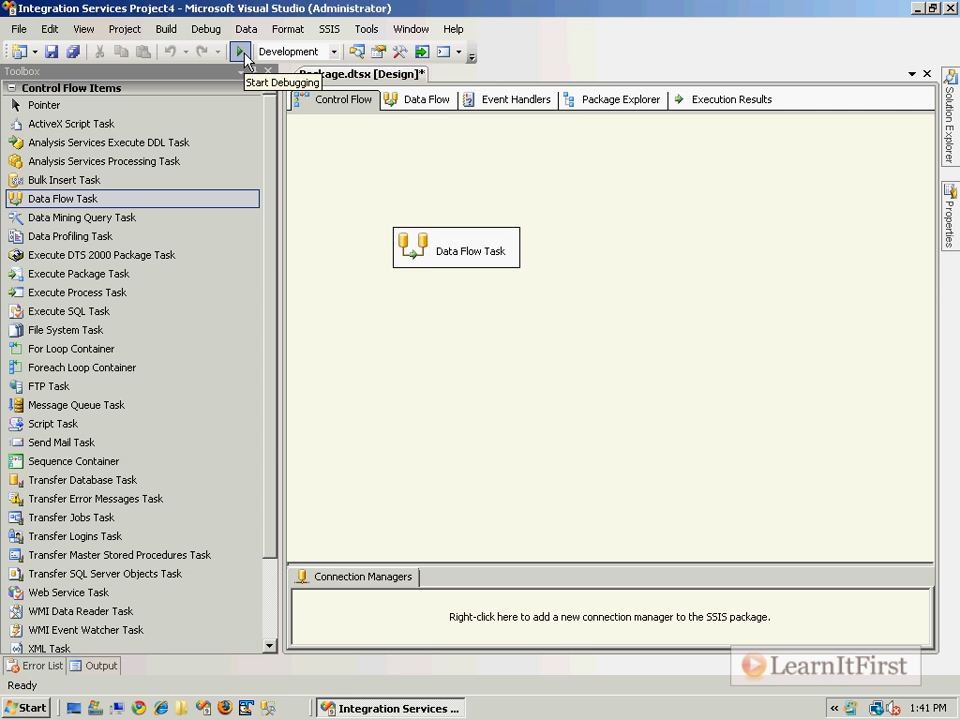 Integration Services Project4 - Microsoft Visual Studio (Administrator)
File Edit View Project Build Debug Data Format SSIS Tools Window Help
Development
Toolbox
Package.dtsx [Design]*
Start Debugging
Control Flow Items
Control Flow Data Flow Event Handlers Package Explorer Execution Results
Pointer
ActiveX Script Task
Analysis Services Execute DDL Task
Analysis Services Processing Task
Bulk Insert Task
Data Flow Task
Data Mining Query Task
Data Profiling Task
Execute DTS 2000 Package Task
Execute Package Task
Execute Process Task
Execute SQL Task
File System Task
For Loop Container
Foreach Loop Container
FTP Task
Message Queue Task
Script Task
Send Mail Task
Sequence Container
Transfer Database Task
Transfer Error Messages Task
Transfer Jobs Task
Transfer Logins Task
Transfer Master Stored Procedures Task
Transfer SQL Server Objects Task
Web Service Task
WMI Data Reader Task
WMI Event Watcher Task
XML Task
Data Flow Task
Solution Explorer
Properties
Connection Managers
Right-click here to add a new connection manager to the SSIS package.
Error List Output
LearnItFirst
Ready
Start Integration Services ... 1:41 PM